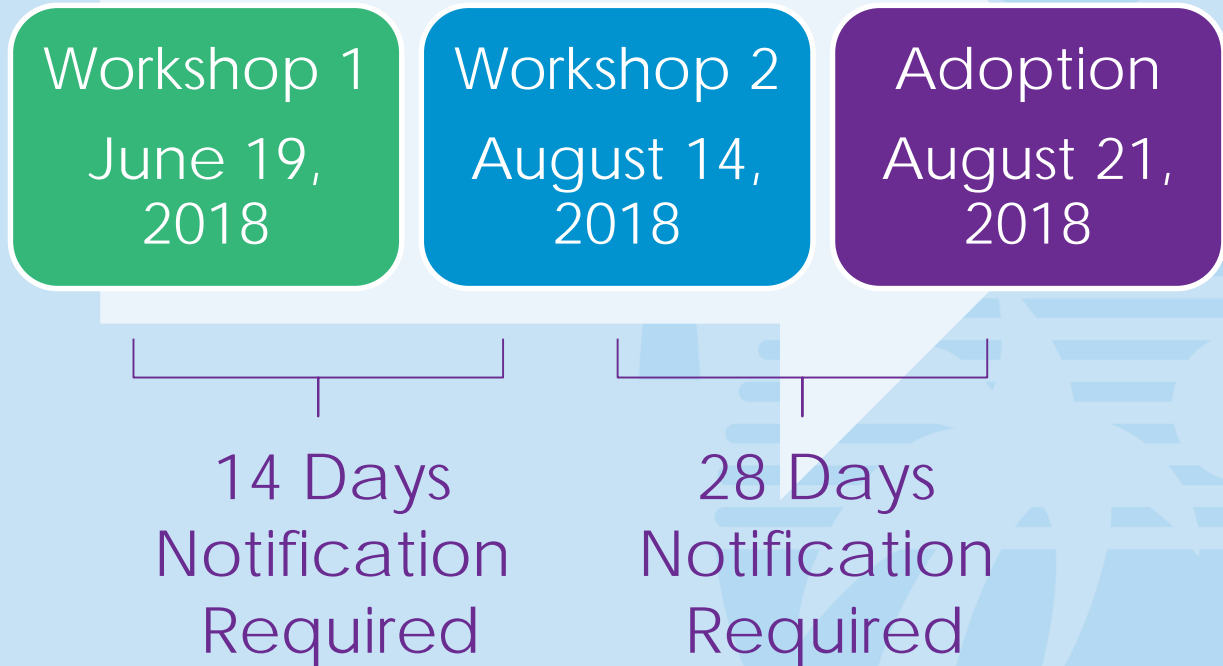 Workshop 1
June 19,
2018
Workshop 2
August 14,
2018
Adoption
August 21,
2018
14 Days
Notification
Required
28 Days
Notification
Required